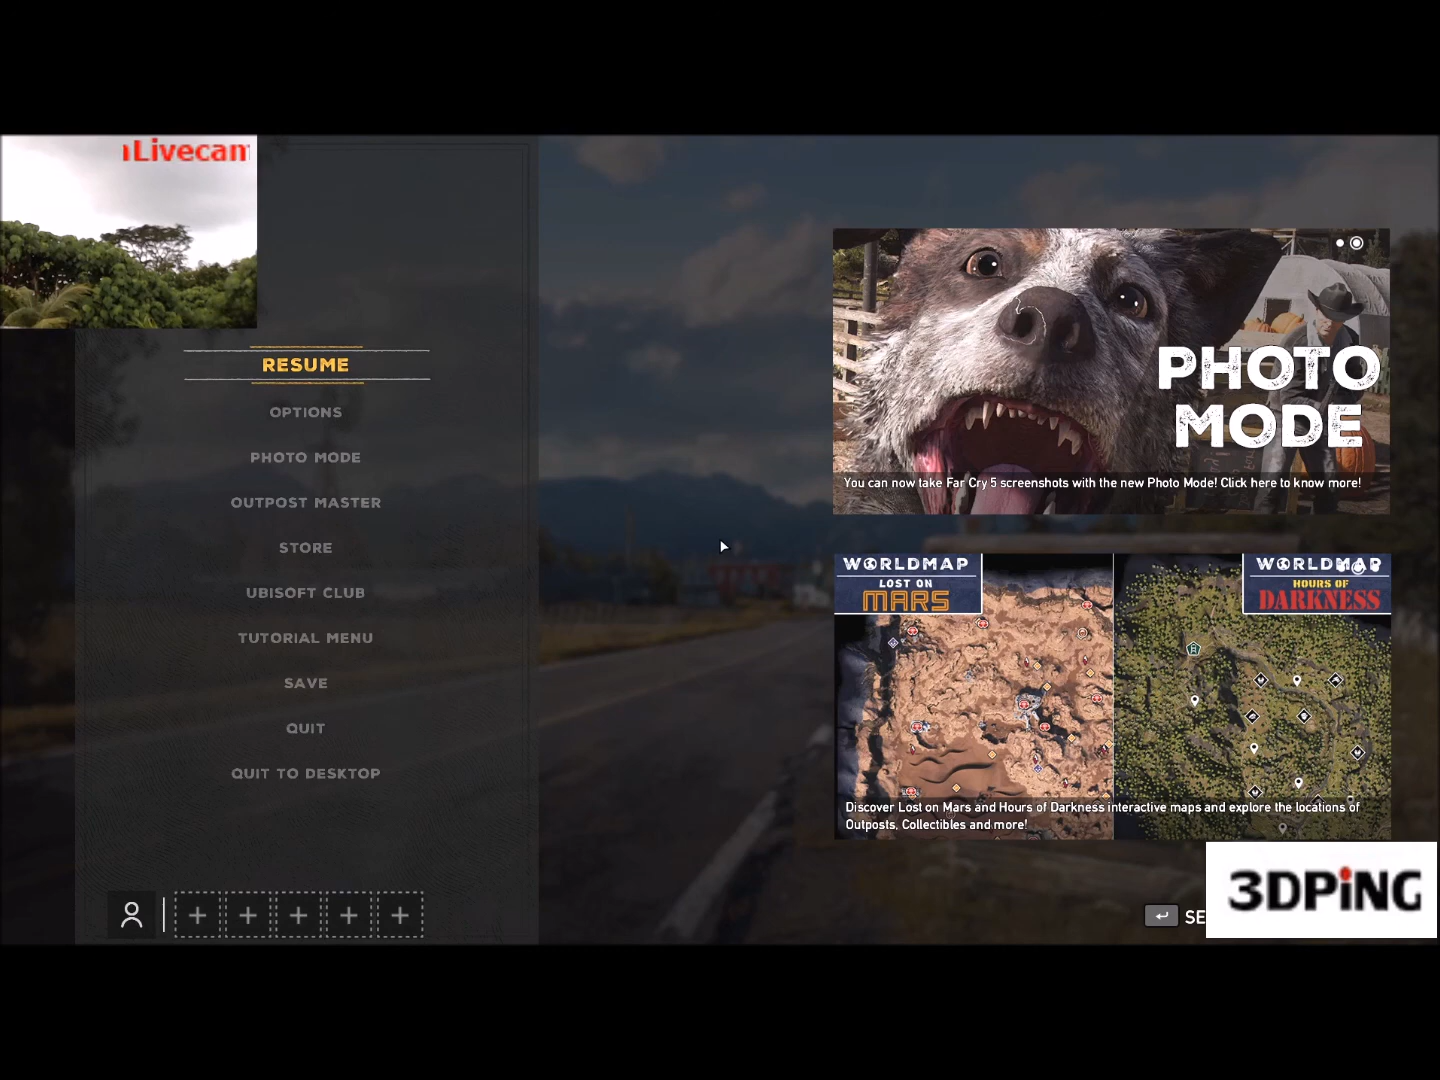 Livecam
RESUME
OPTIONS
PHOTO MODE
OUTPOST MASTER
STORE
UBISOFT CLUB
TUTORIAL MENU
SAVE
QUIT
QUIT TO DESKTOP
PHOTO
MODE
You can now take Far Cry 5 screenshots with the new Photo Mode! Click here to know more!
WORLDMAP
LOST ON
MARS
WORLDMAP
HOURS OF
DARKNESS
Discover Lost on Mars and Hours of Darkness interactive maps and explore the locations of
Outposts, Collectibles and more!
SE
3DPiNG